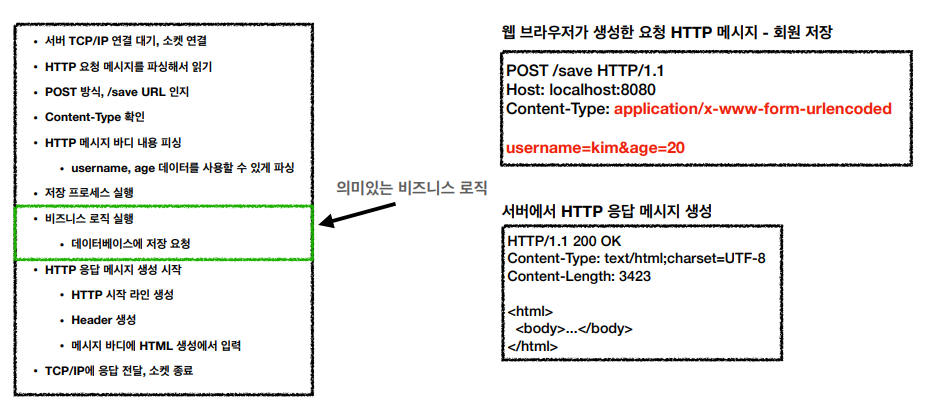 서버 TCP/IP 연결 대기, 소켓 연결
HTTP 요청 메시지를 파싱해서 읽기
POST 방식, /save URL 인지
Content-Type 확인
HTTP 메시지 바디 내용 피싱
username, age 데이터를 사용할 수 있게 파싱
저장 프로세스 실행
비즈니스 로직 실행
데이터베이스에 저장 요청
HTTP 응답 메시지 생성 시작
HTTP 시작 라인 생성
Header 생성
메시지 바디에 HTML 생성에서 입력
TCP/IP에 응답 전달, 소켓 종료
의미있는 비즈니스 로직
웹 브라우저가 생성한 요청 HTTP 메시지 - 회원 저장
POST /save HTTP/1.1
Host: localhost:8080
Content-Type: application/x-www-form-urlencoded
username=kim&age=20
서버에서 HTTP 응답 메시지 생성
HTTP/1.1 200 OK
Content-Type: text/html;charset=UTF-8
Content-Length: 3423
<html>
<body>...</body>
</html>